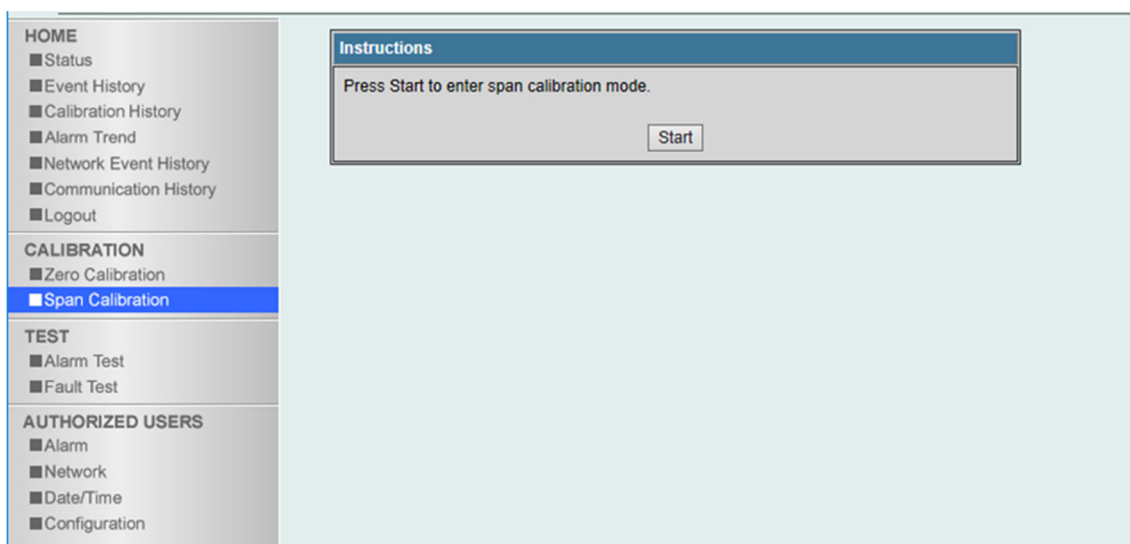 HOME
Status
Event History
Calibration History
Alarm Trend
Network Event History
Communication History
Logout
CALIBRATION
Zero Calibration
Span Calibration
TEST
Alarm Test
Fault Test
AUTHORIZED USERS
Alarm
Network
Date/Time
Configuration
Instructions
Press Start to enter span calibration mode.
Start